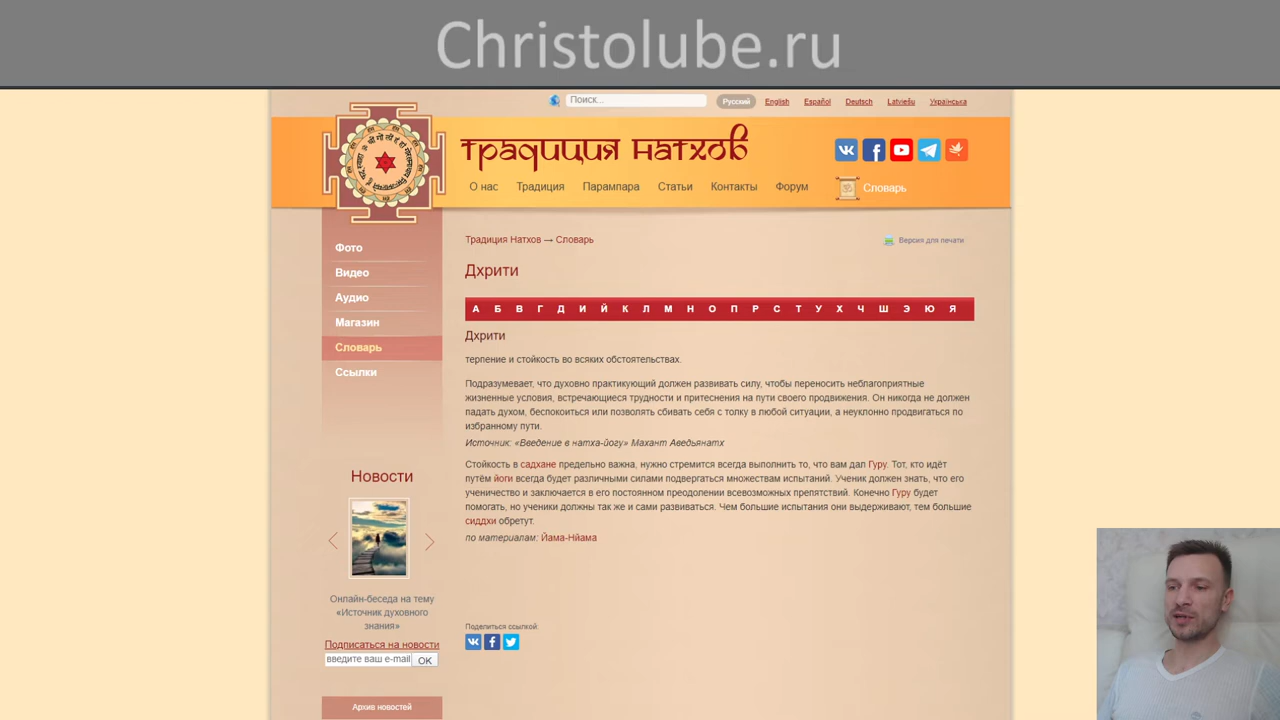 Christolube.ru
Поиск...
Русский English Español Deutsch Latviešu Українська
традиция натхов
О нас Традиция Парампара Статьи Контакты Форум Словарь
Фото
Видео
Аудио
Магазин
Словарь
Ссылки
Новости
Онлайн-беседа на тему
«Источник духовного
знания»
Подписаться на новости
введите ваш e-mail OK
Архив новостей
Традиция Натхов → Словарь
Версия для печати
Дхрити
А Б В Г Д И Й К Л М Н О П Р С Т У Х Ч Ш Э Ю Я
Дхрити
терпение и стойкость во всяких обстоятельствах.
Подразумевает, что духовно практикующий должен развивать силу, чтобы переносить неблагоприятные
жизненные условия, встречающиеся трудности и притеснения на пути своего продвижения. Он никогда не должен
падать духом, беспокоиться или позволять сбивать себя с толку в любой ситуации, а неуклонно продвигаться по
избранному пути.
Источник: «Введение в натха-йогу» Махант Аведьянатх
Стойкость в садхане предельно важна, нужно стремится всегда выполнить то, что вам дал Гуру. Тот, кто идёт
путём йоги всегда будет различными силами подвергаться множествам испытаний. Ученик должен знать, что его
ученичество и заключается в его постоянном преодолении всевозможных препятствий. Конечно Гуру будет
помогать, но ученики должны так же и сами развиваться. Чем большие испытания они выдерживают, тем большие
сиддхи обретут.
по материалам: Йама-Нйама
Поделиться ссылкой: